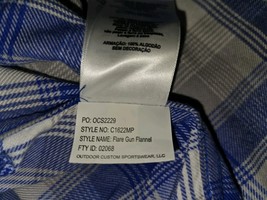 ARMAÇÃO 100% ALGODÃO
SEM DECORAÇÃO
PO: OCS2229
STYLE NO: C1622MP
STYLE NAME: Flare Gun Flannel
FTY ID: 02068
OUTDOOR CUSTOM SPORTSWEAR, LLC